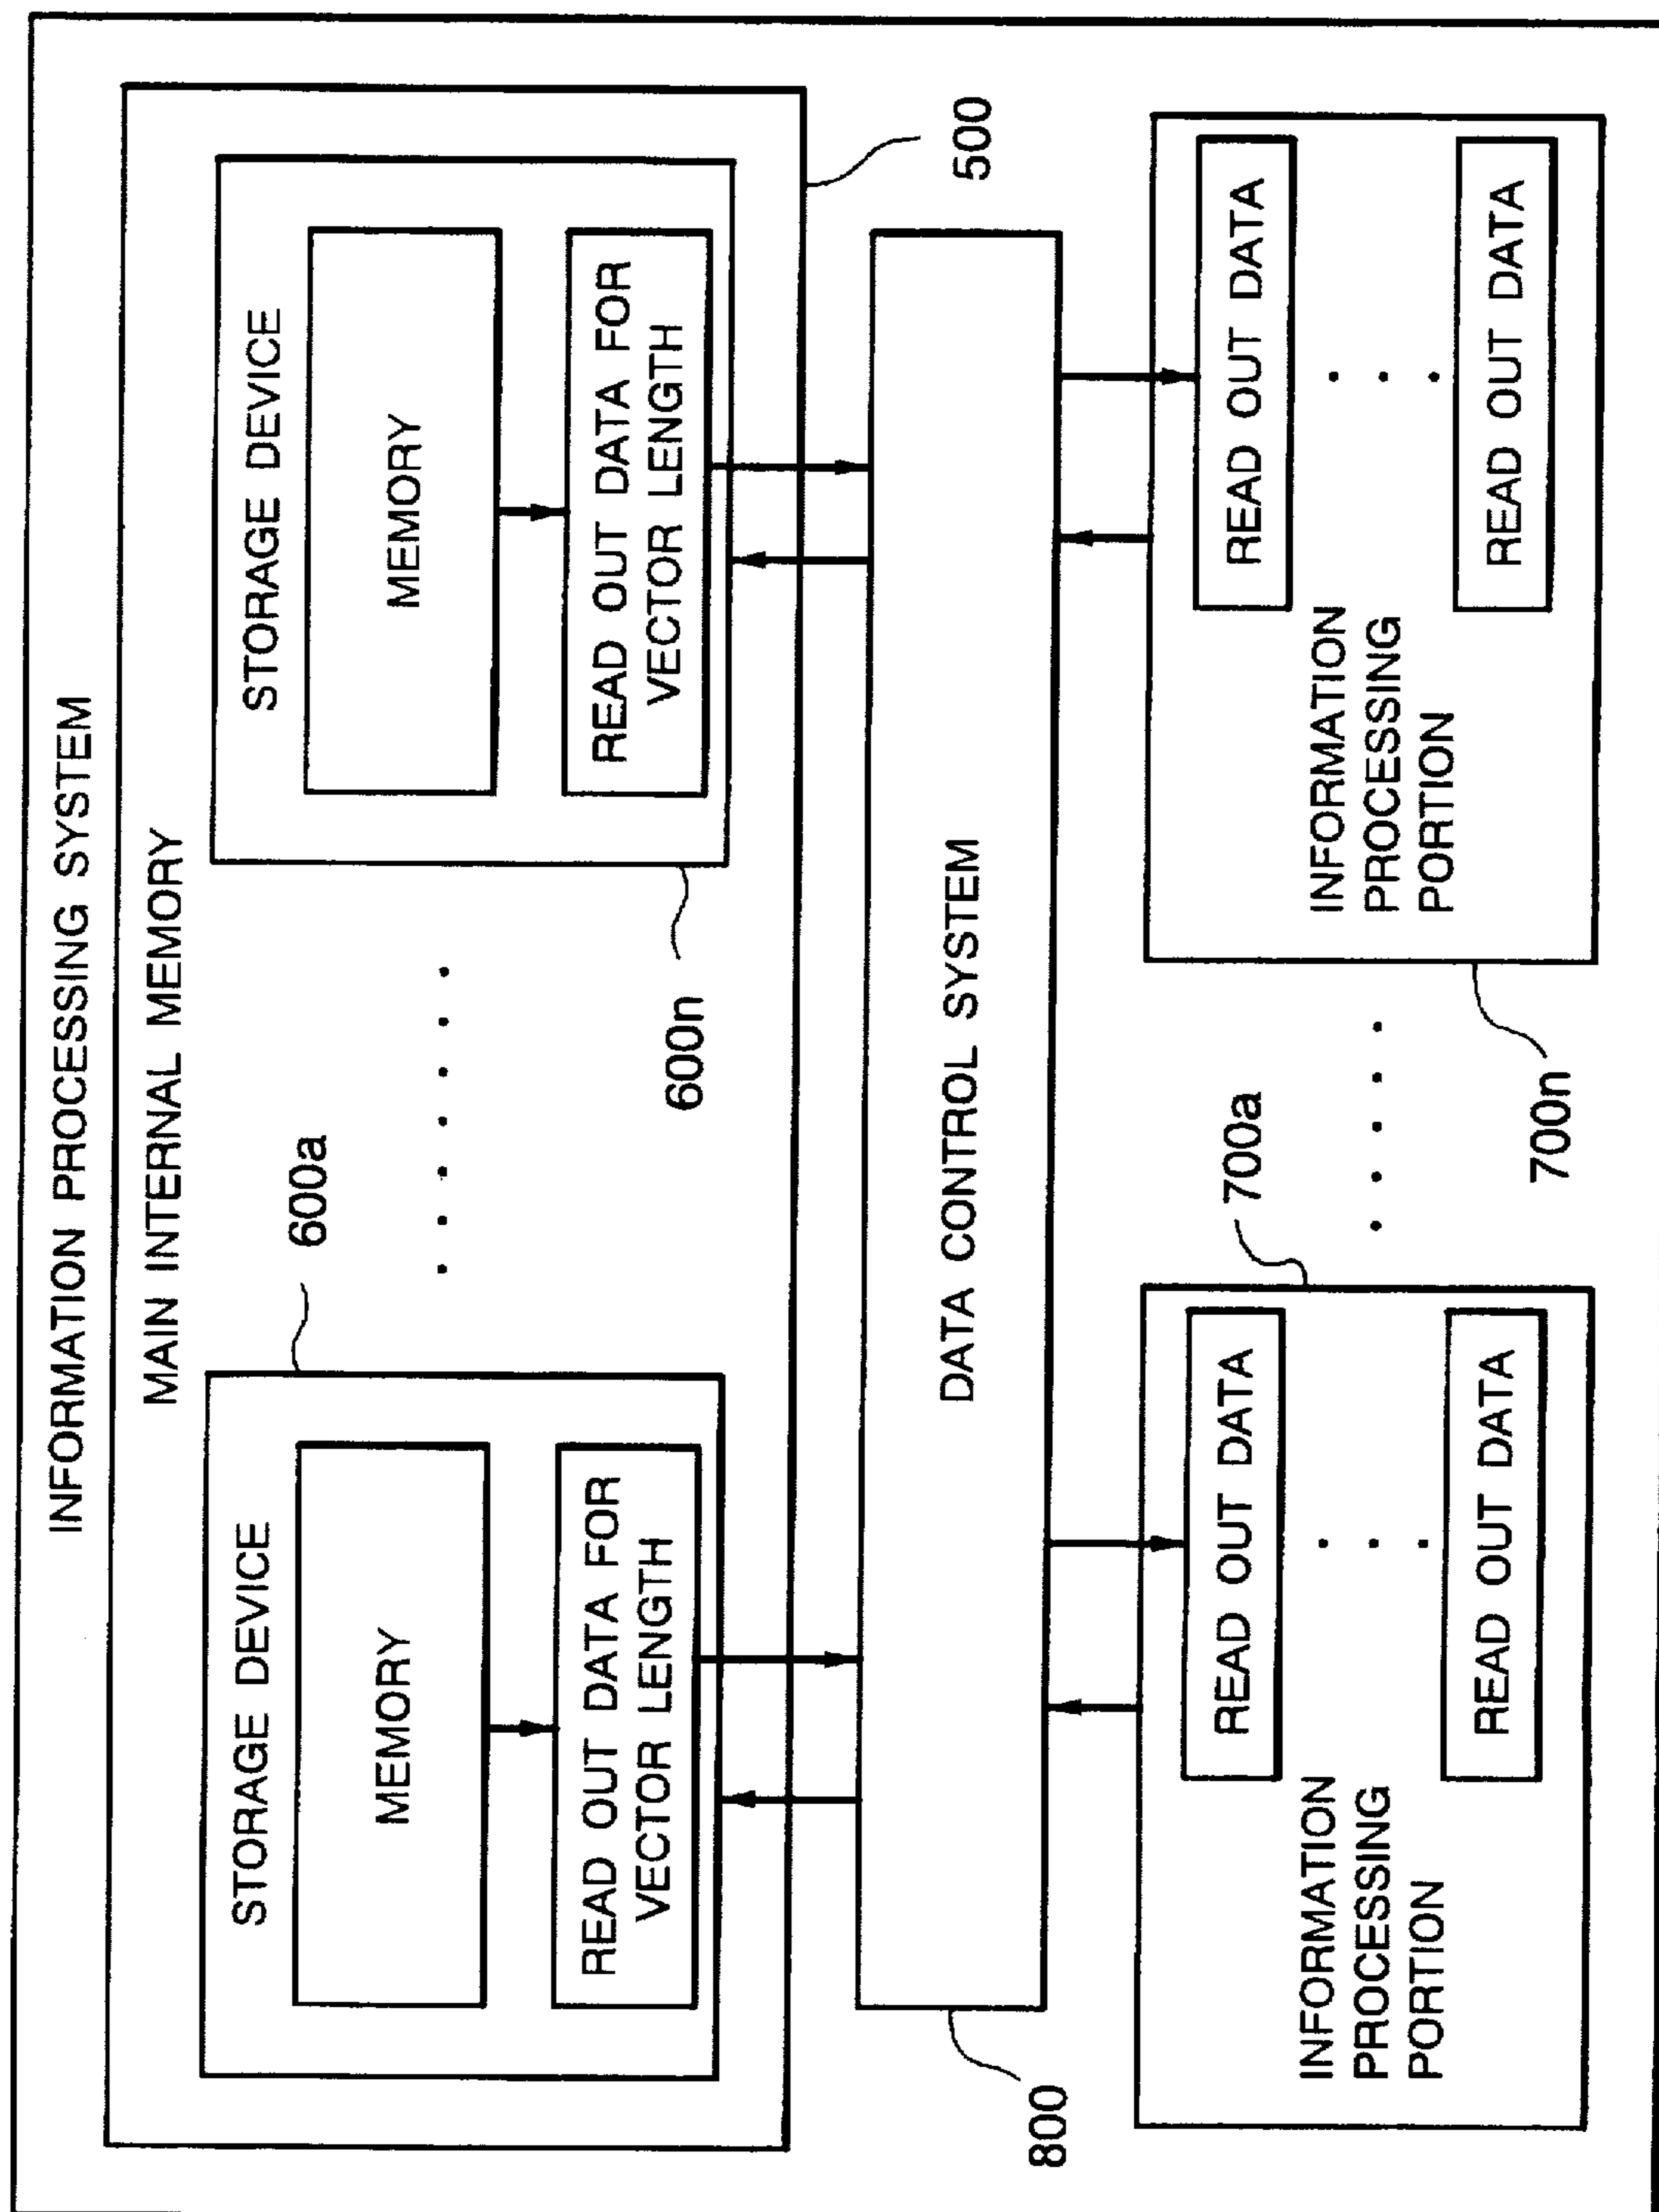 INFORMATION PROCESSING SYSTEM
MAIN INTERNAL MEMORY
600a
STORAGE DEVICE
MEMORY
READ OUT DATA FOR
VECTOR LENGTH
600n
STORAGE DEVICE
MEMORY
READ OUT DATA FOR
VECTOR LENGTH
500
DATA CONTROL SYSTEM
800
700a
READ OUT DATA
INFORMATION
PROCESSING
PORTION
READ OUT DATA
700n
READ OUT DATA
INFORMATION
PROCESSING
PORTION
READ OUT DATA